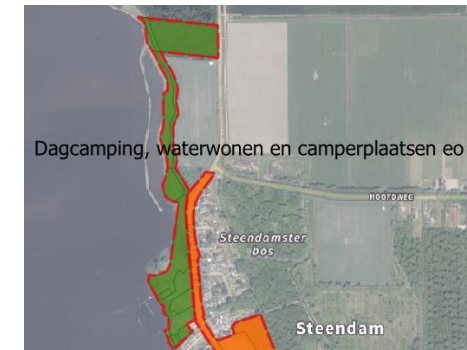 Dagcamping, waterwonen en camperplaatsen eo
HOOFDWEG
Steendamster
bos
Steendam